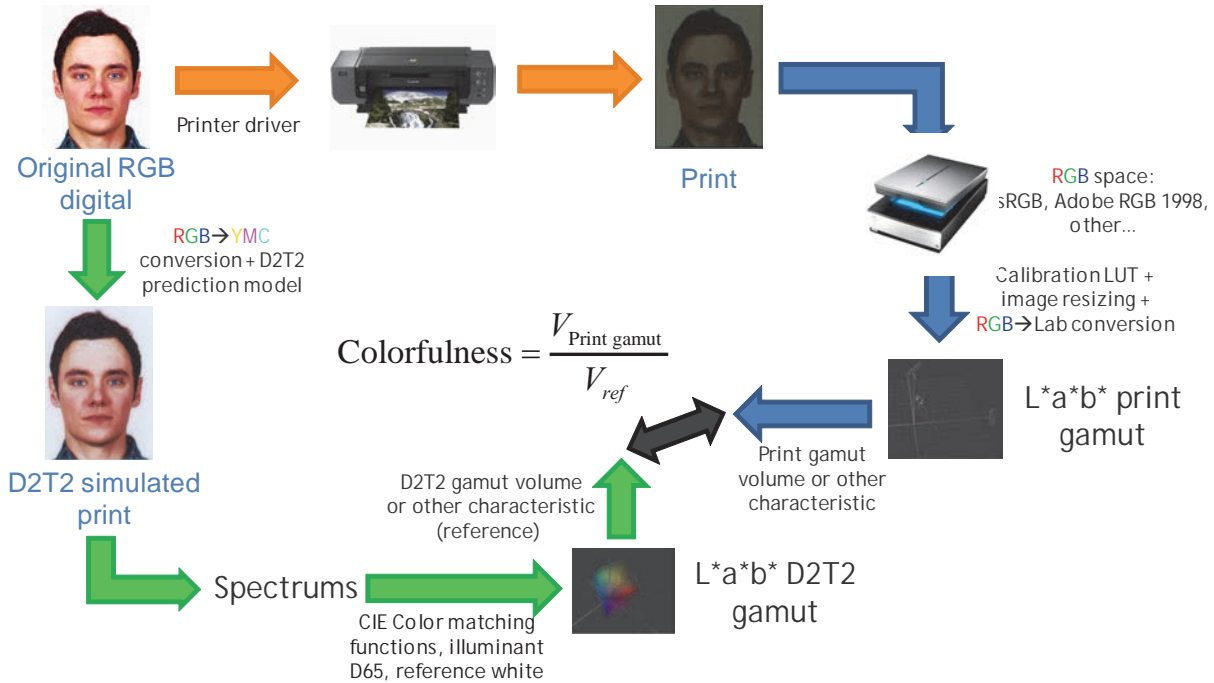 Printer driver
Original RGB
digital
Print
RGB space:
sRGB, Adobe RGB 1998,
other...
RGB→YMC
conversion + D2T2
prediction model
Calibration LUT +
image resizing +
RGB→Lab conversion
Colorfulness = V Print gamut / V ref
L*a*b* print
gamut
D2T2 simulated
print
D2T2 gamut volume
or other characteristic
(reference)
Print gamut
volume or other
characteristic
Spectrums
L*a*b* D2T2
gamut
CIE Color matching
functions, illuminant
D65, reference white